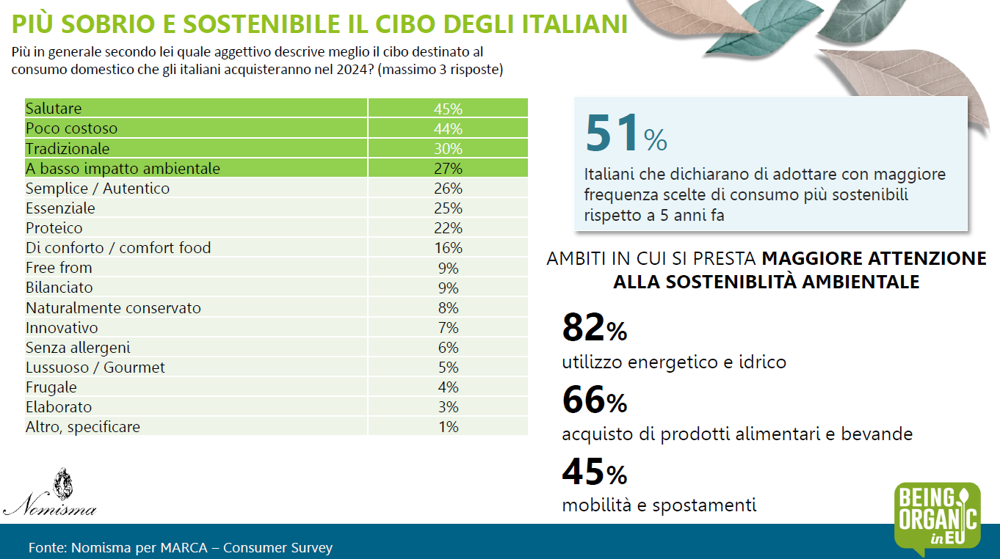 PIÙ SOBRIO E SOSTENIBILE IL CIBO DEGLI ITALIANI
Più in generale secondo lei quale aggettivo descrive meglio il cibo destinato al
consumo domestico che gli italiani acquisteranno nel 2024? (massimo 3 risposte)
Salutare 45%
Poco costoso 44%
Tradizionale 30%
A basso impatto ambientale 27%
Semplice / Autentico 26%
Essenziale 25%
Proteico 22%
Di conforto / comfort food 16%
Free from 9%
Bilanciato 9%
Naturalmente conservato 8%
Innovativo 7%
Senza allergeni 6%
Lussuoso / Gourmet 5%
Frugale 4%
Elaborato 3%
Altro, specificare 1%
51%
Italiani che dichiarano di adottare con maggiore
frequenza scelte di consumo più sostenibili
rispetto a 5 anni fa
AMBITI IN CUI SI PRESTA MAGGIORE ATTENZIONE
ALLA SOSTENIBLITÀ AMBIENTALE
82%
utilizzo energetico e idrico
66%
acquisto di prodotti alimentari e bevande
45%
mobilità e spostamenti
Nomisma
BEING
ORGANIC
in EU
Fonte: Nomisma per MARCA – Consumer Survey